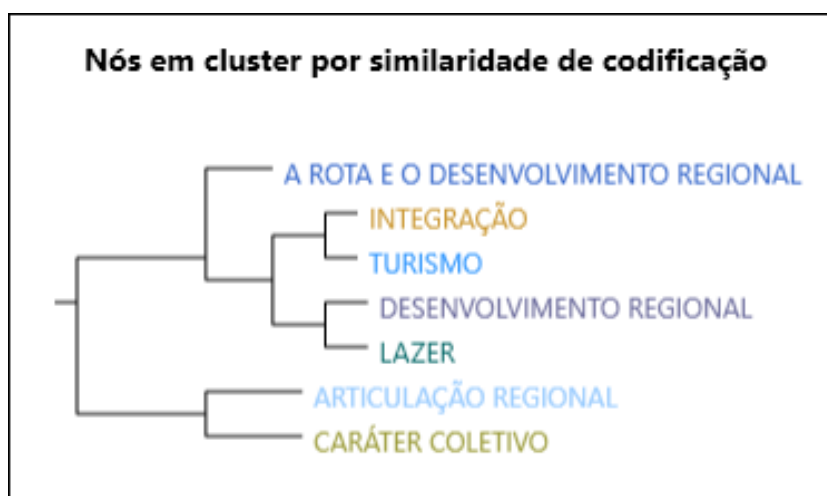 Nós em cluster por similaridade de codificação
A ROTA E O DESENVOLVIMENTO REGIONAL
INTEGRAÇÃO
TURISMO
DESENVOLVIMENTO REGIONAL
LAZER
ARTICULAÇÃO REGIONAL
CARÁTER COLETIVO